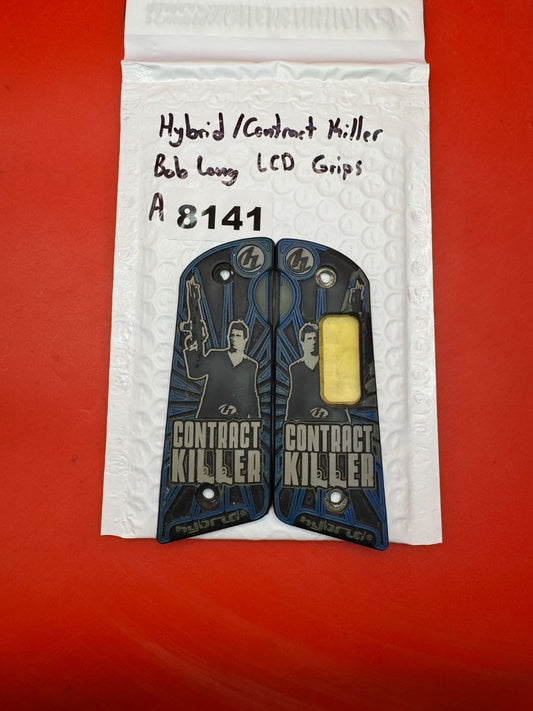 Hybrid/Contract Killer
Bob Long LCD Grips
A 8141
CONTRACT
KILLER
hybrid®
CONTRACT
KILLER
hybrid®